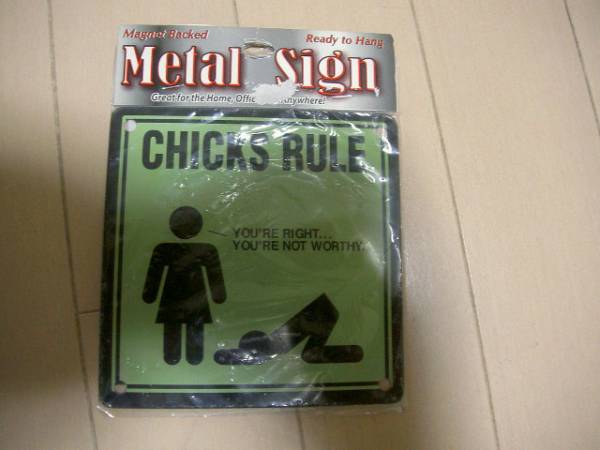 Magnet Backed
Ready to Hang
Metal Sign
Great for the Home, Offic Anywhere!
CHICKS RULE
YOU'RE RIGHT...
YOU'RE NOT WORTHY.